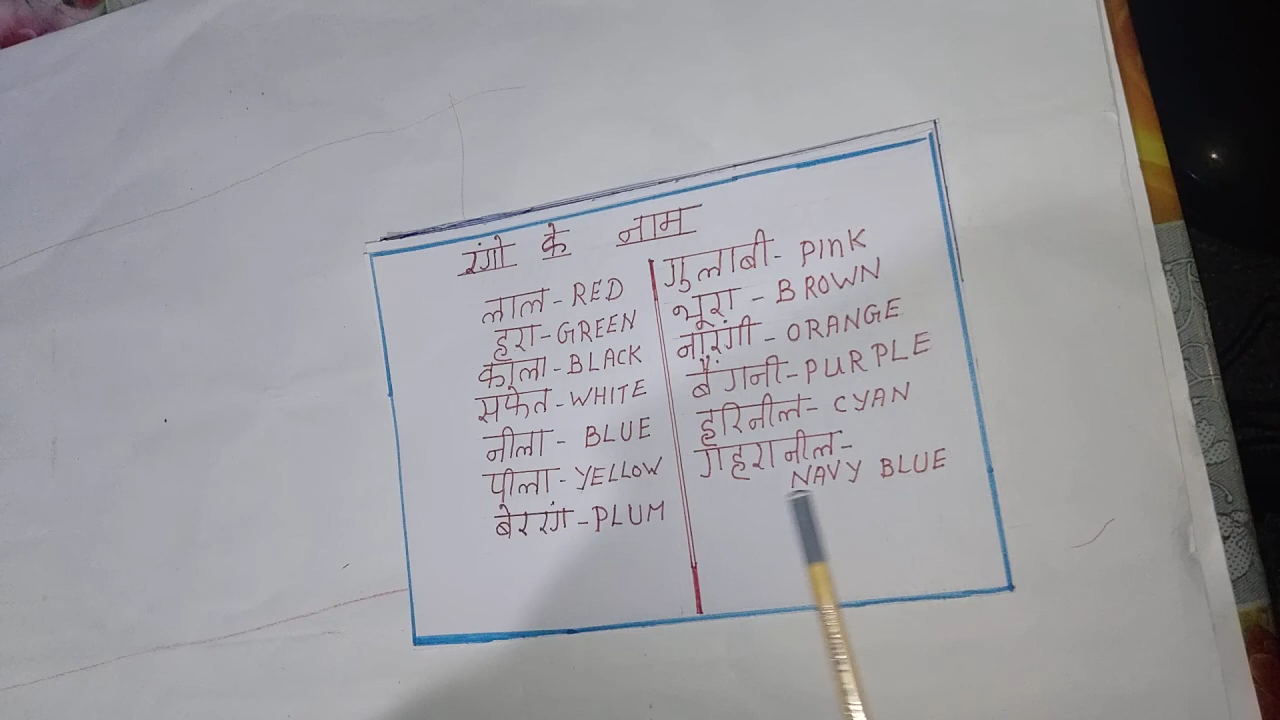 रंगो के नाम
लाल-RED
हरा-GREEN
काला-BLACK
सफेत-WHITE
नीला - BLUE
पीला-YELLOW
बेररंग-PLUM
गुलाबी- PINK
भूरा - BROWN
नारंगी-ORANGE
बैंगनी-PURPLE
हरिनील- CYAN
गहरा नील-
NAVY BLUE